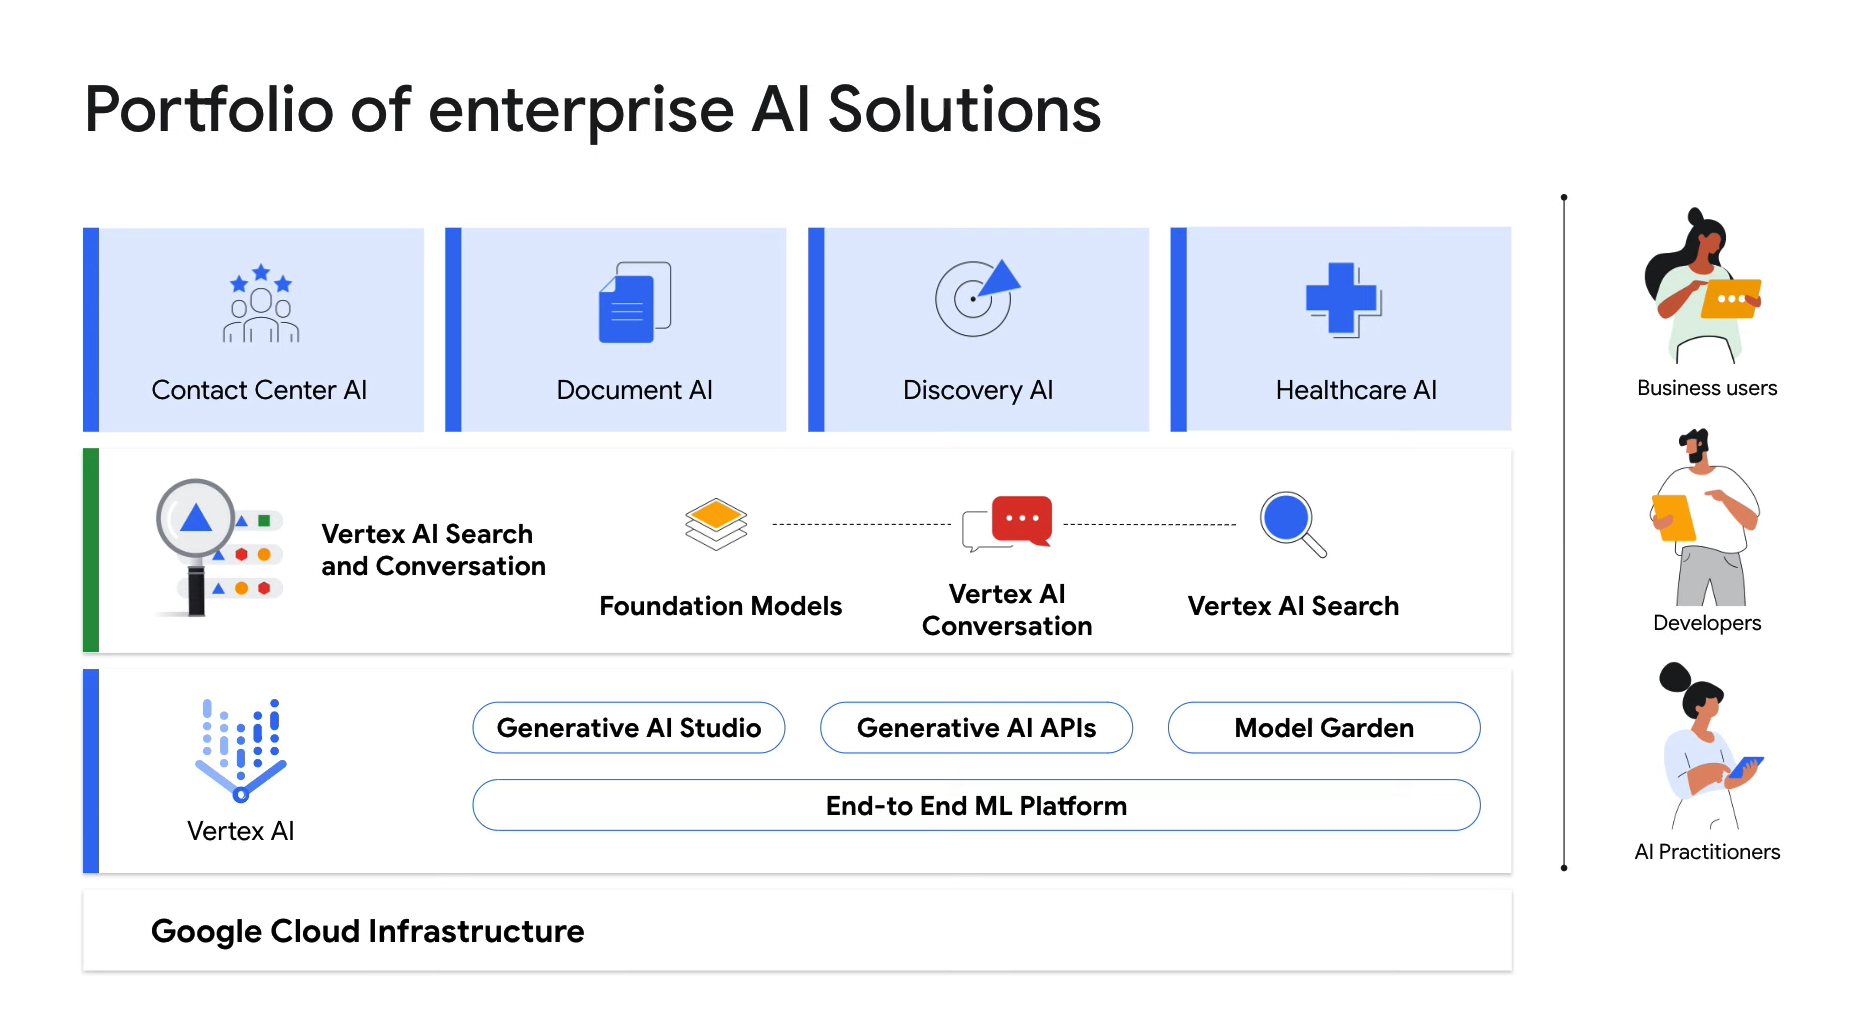 Portfolio of enterprise AI Solutions
Contact Center AI
Document AI
Discovery AI
Healthcare AI
Business users
Vertex AI Search
and Conversation
Foundation Models
Vertex AI
Conversation
Vertex AI Search
Developers
Vertex AI
Generative AI Studio
Generative AI APIs
Model Garden
End-to End ML Platform
AI Practitioners
Google Cloud Infrastructure